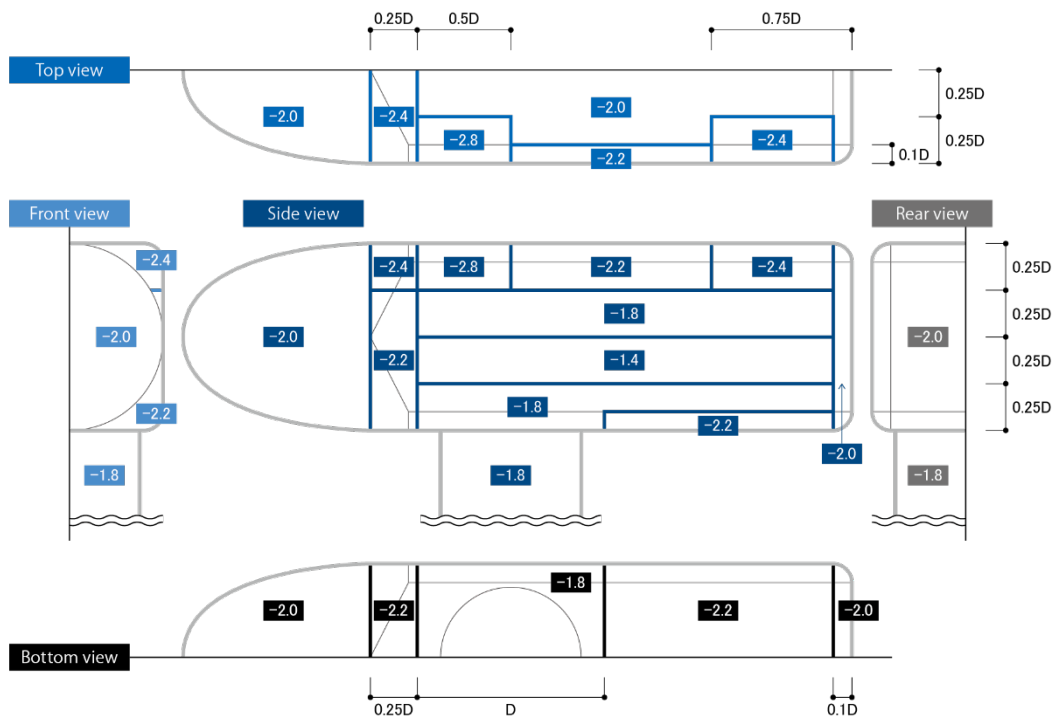 0.25D 0.5D 0.75D
Top view
−2.0 −2.4 −2.8 −2.0 −2.2 −2.4
0.25D
0.25D
0.1D
Front view Side view Rear view
−2.4 −2.4 −2.8 −2.2 −2.4 0.25D
−1.8 0.25D
−2.0 −2.0 −2.0
−2.2 −1.4 0.25D
−2.2 −1.8 −2.2 0.25D
−2.0
−1.8 −1.8 −1.8
−2.0 −2.2 −1.8 −2.2 −2.0
Bottom view
0.25D D 0.1D